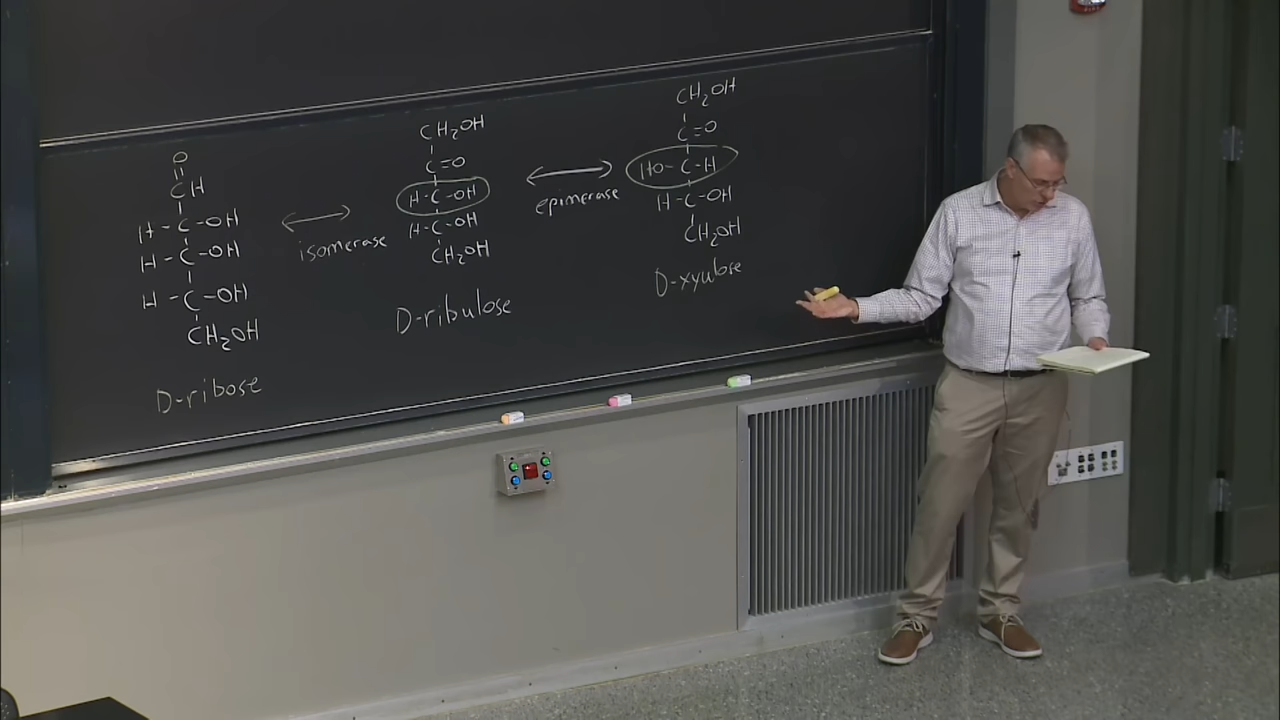 O
||
CH
H-C-OH
H-C-OH
H-C-OH
CH₂OH
D-ribose
isomerase
CH₂OH
C=O
H-C-OH
H-C-OH
CH₂OH
D-ribulose
epimerase
CH₂OH
C=O
HO-C-H
H-C-OH
CH₂OH
D-xyulose